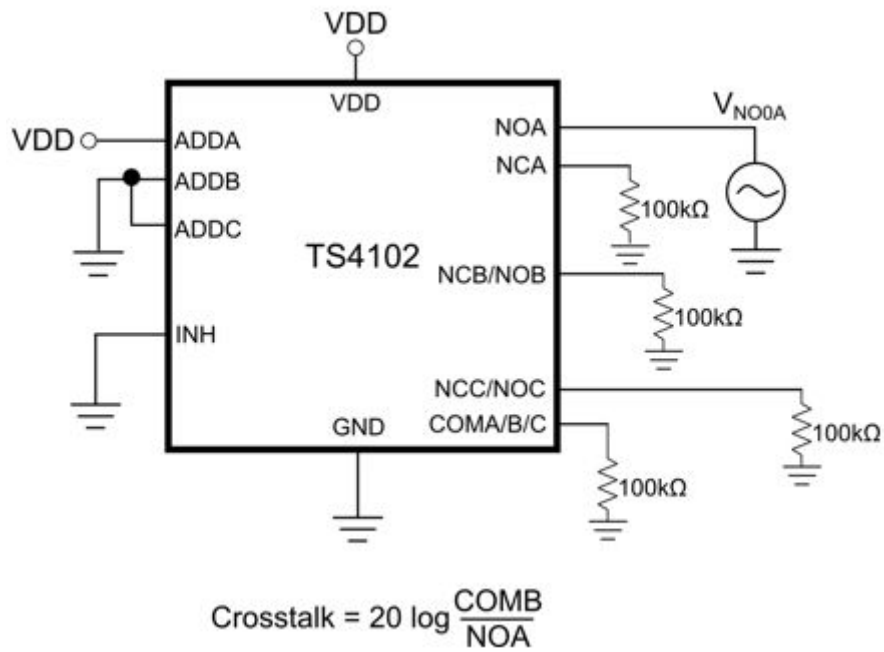 VDD
VDD
VDD
ADDA
ADDB
ADDC
INH
TS4102
GND
NOA
NCA
NCB/NOB
NCC/NOC
COMA/B/C
V_NO0A
100kΩ
100kΩ
100kΩ
100kΩ
Crosstalk = 20 log COMB
NOA